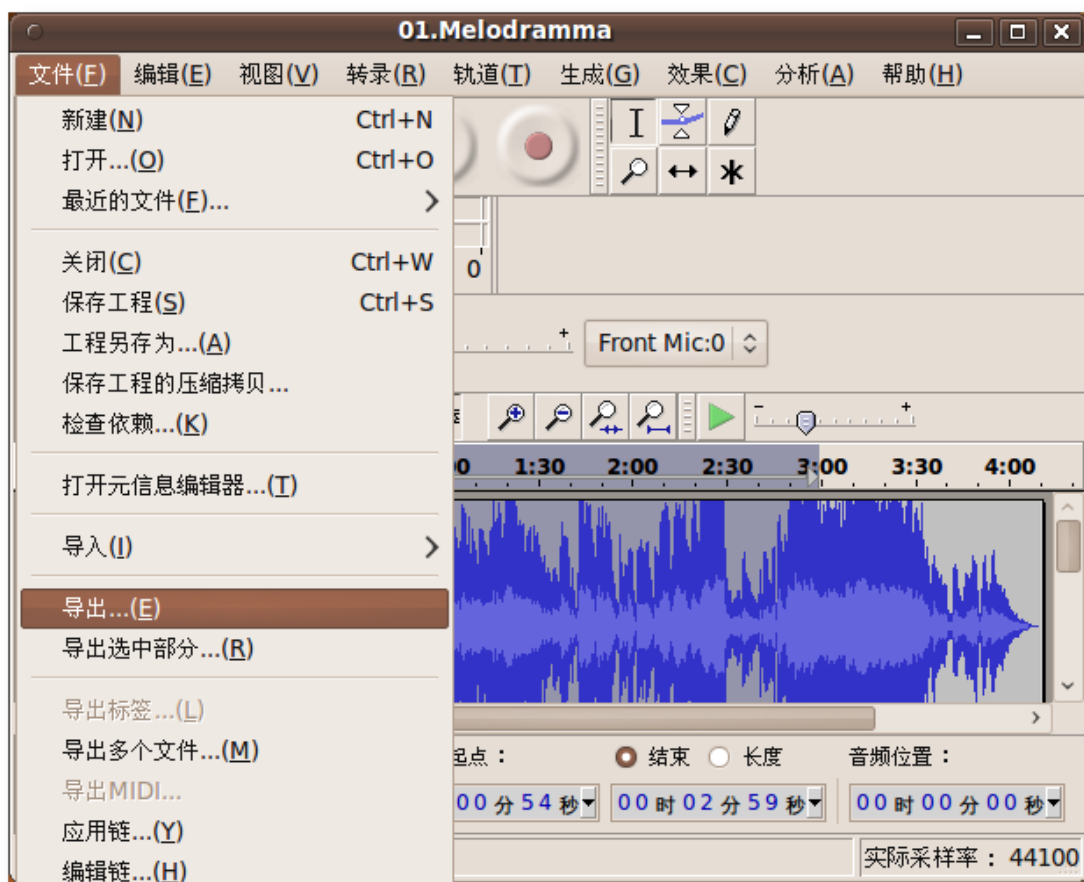 01.Melodramma
文件(F) 编辑(E) 视图(V) 转录(R) 轨道(T) 生成(G) 效果(C) 分析(A) 帮助(H)
新建(N) Ctrl+N
打开...(O) Ctrl+O
最近的文件(F)...
关闭(C) Ctrl+W
0
保存工程(S) Ctrl+S
工程另存为...(A)
Front Mic:0
保存工程的压缩拷贝...
检查依赖...(K)
1:30 2:00 2:30 3:00 3:30 4:00
打开元信息编辑器...(T)
导入(I)
导出...(E)
导出选中部分...(R)
导出标签...(L)
导出多个文件...(M)
点： 结束 长度 音频位置：
导出MIDI...
00分54秒 00时02分59秒 00时00分00秒
应用链...(Y)
编辑链...(H)
实际采样率： 44100